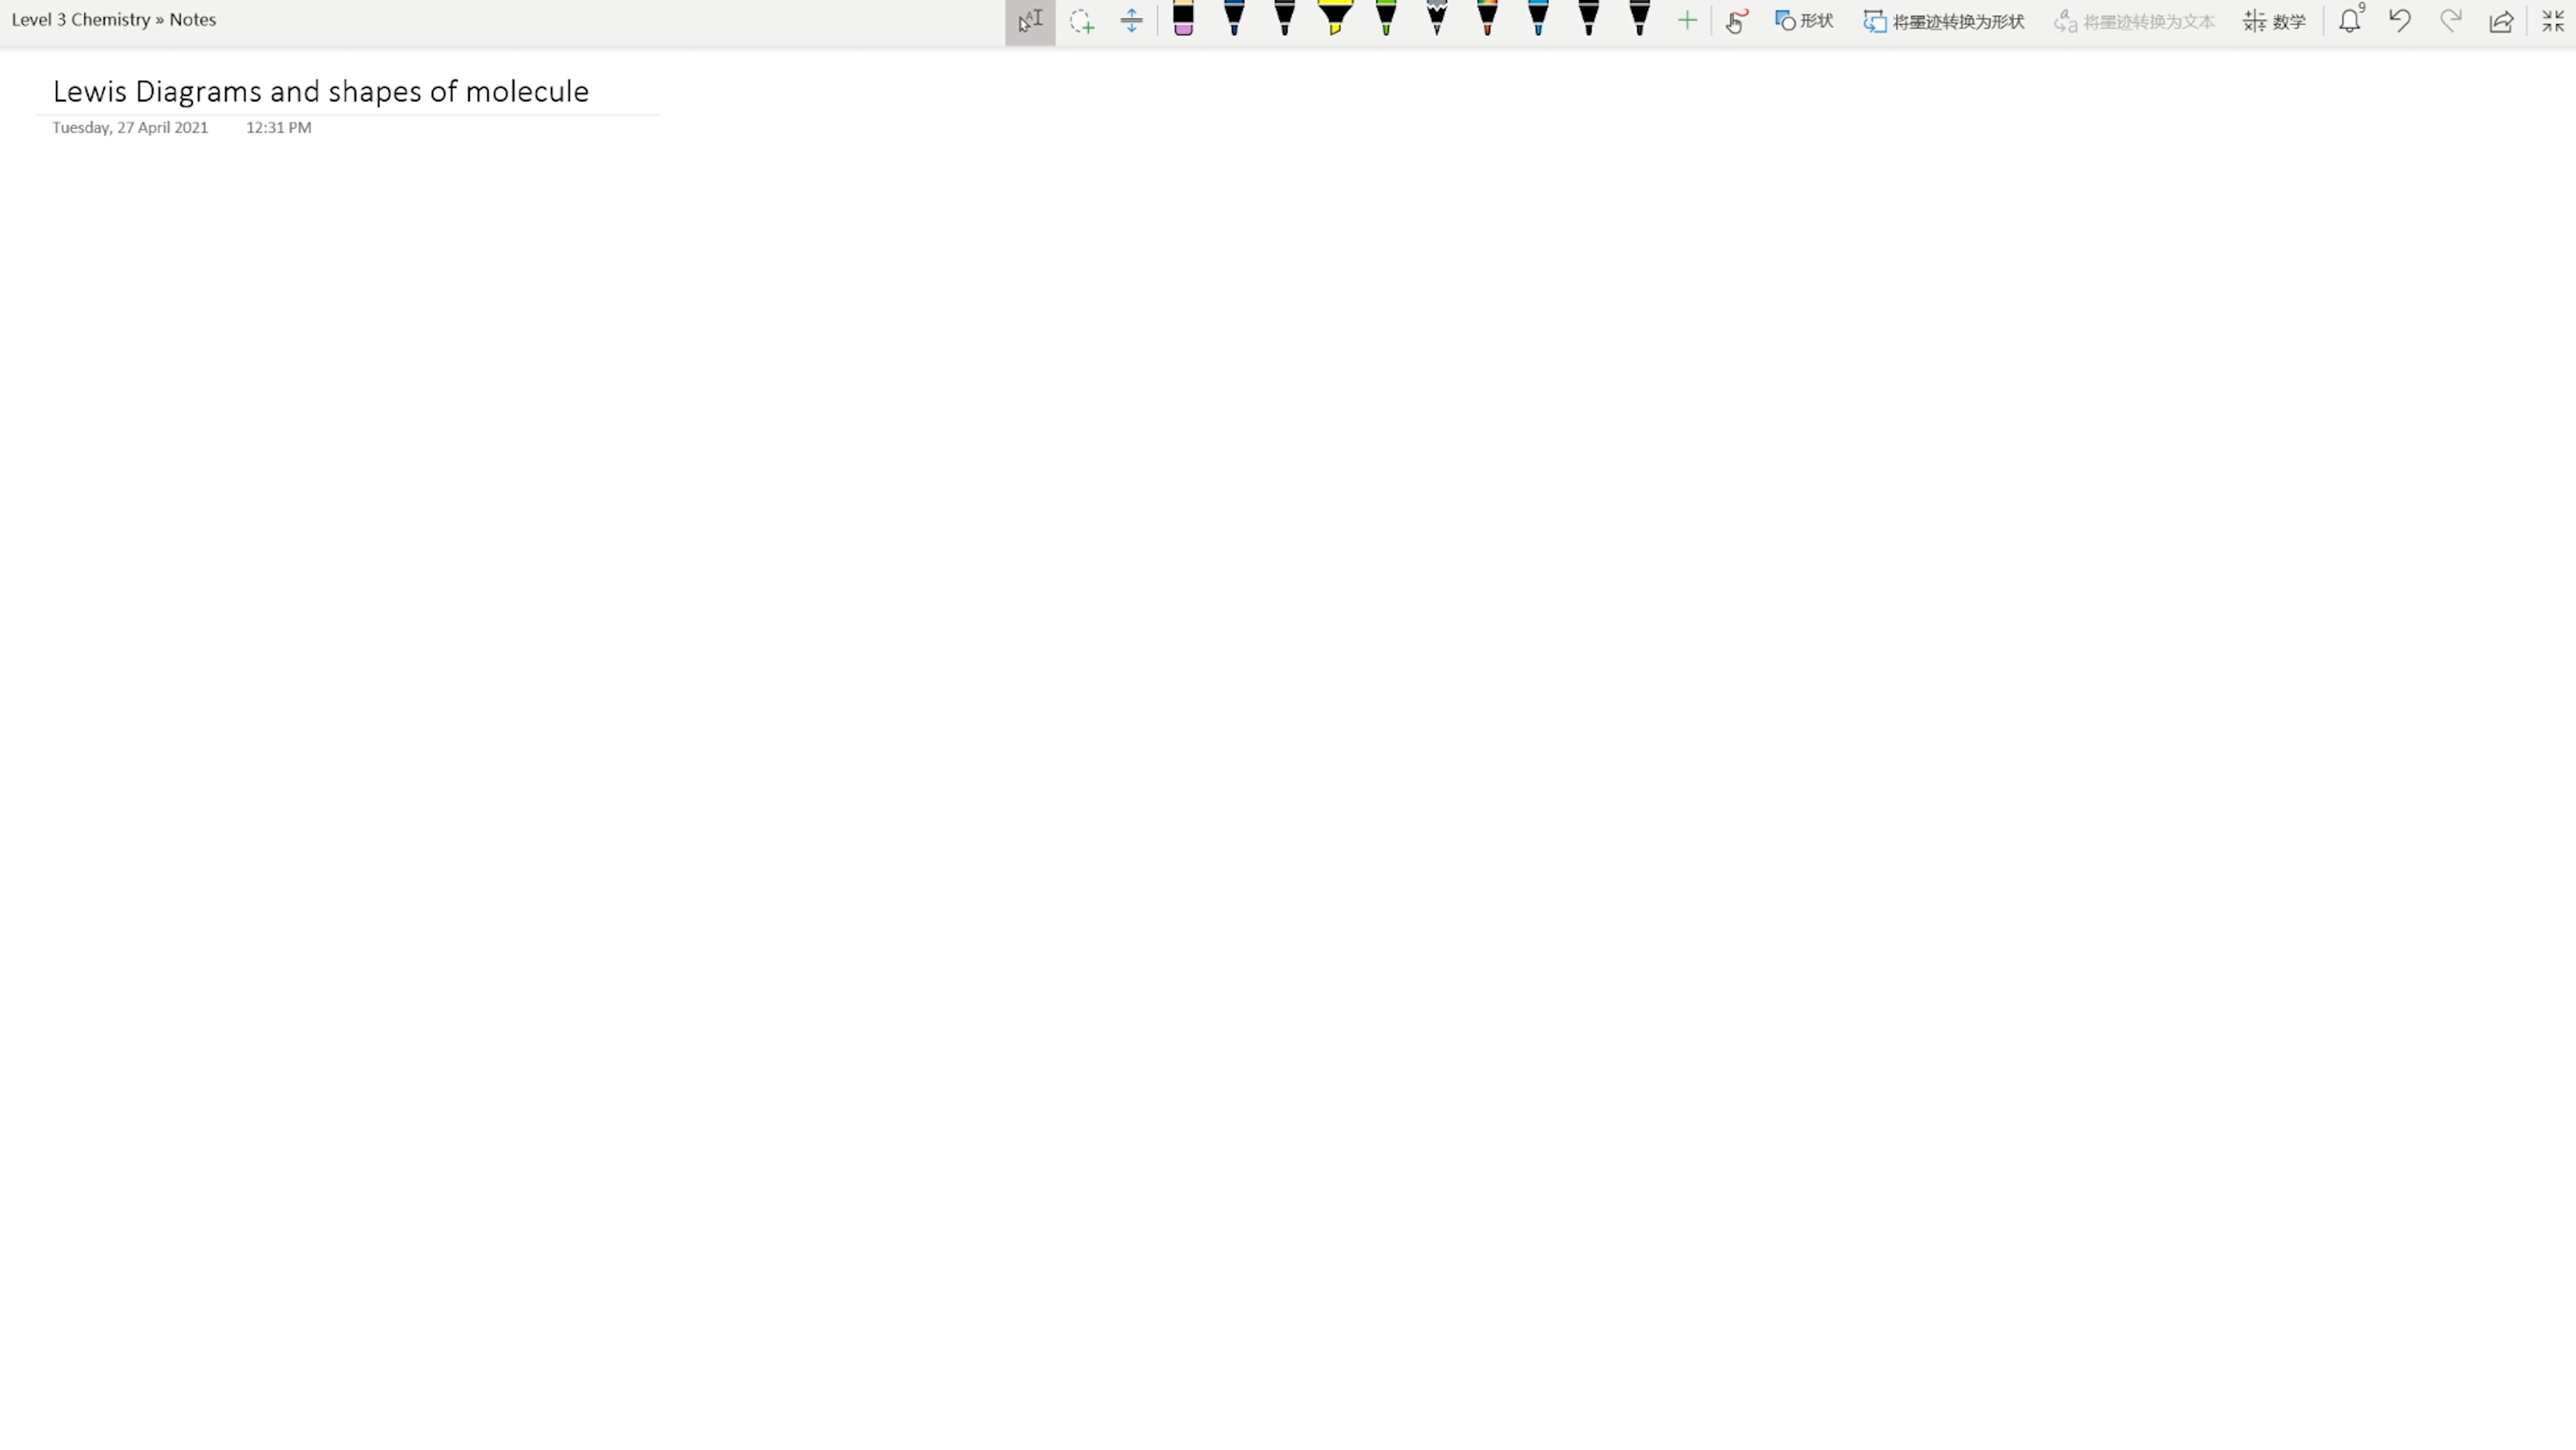 Level 3 Chemistry » Notes
形状
将墨迹转换为形状
将墨迹转换为文本
数学
9
Lewis Diagrams and shapes of molecule
Tuesday, 27 April 2021 12:31 PM